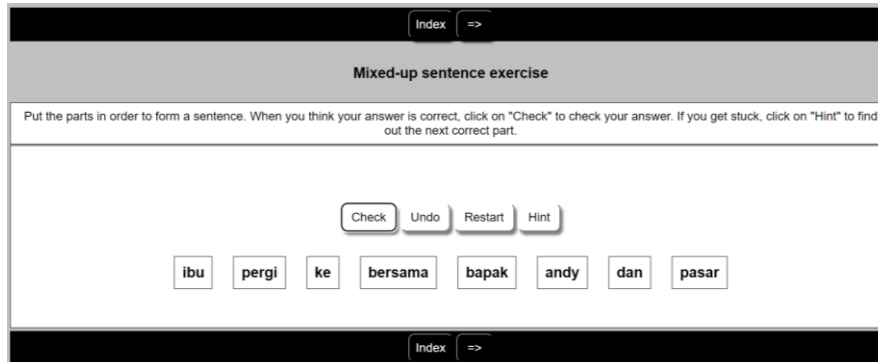 Index =>
Mixed-up sentence exercise
Put the parts in order to form a sentence. When you think your answer is correct, click on "Check" to check your answer. If you get stuck, click on "Hint" to find
out the next correct part.
Check Undo Restart Hint
ibu pergi ke bersama bapak andy dan pasar
Index =>